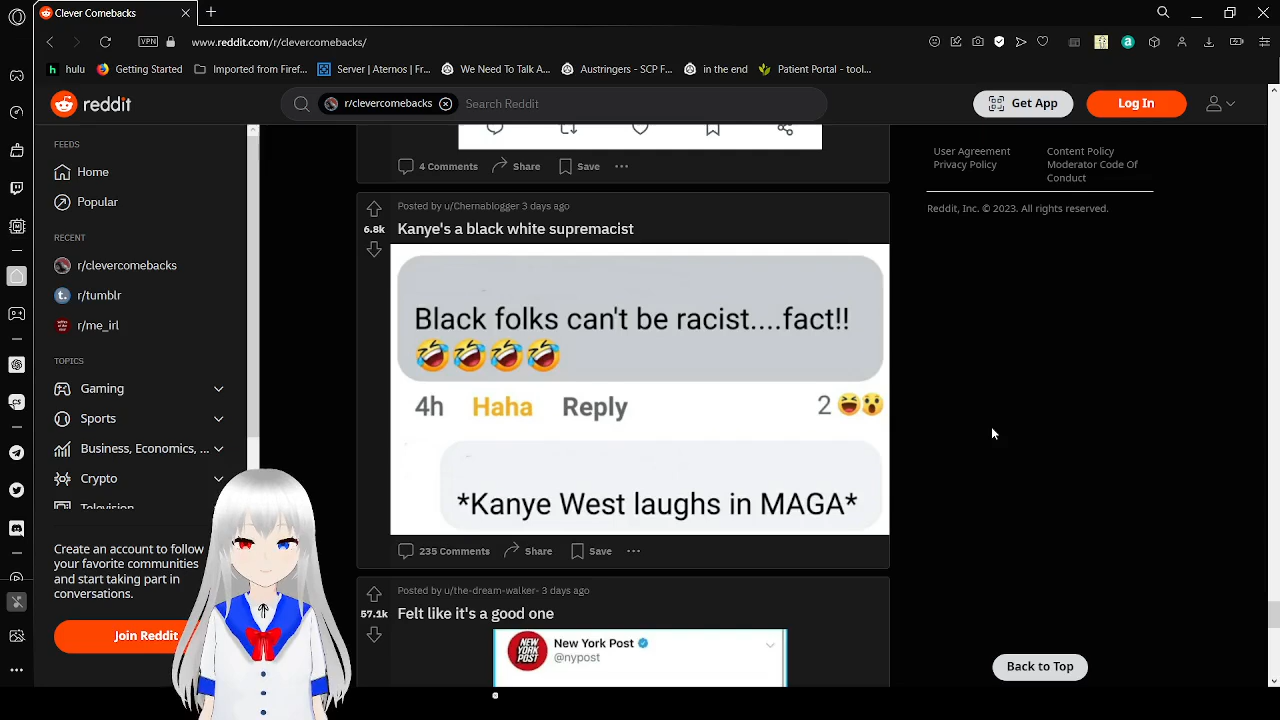 Clever Comebacks
VPN
www.reddit.com/r/clevercomebacks/
hulu
Getting Started
Imported from Firef...
Server | Aternos | Fr...
We Need To Talk A...
Austringers - SCP F...
in the end
Patient Portal - tool...
reddit
r/clevercomebacks
Search Reddit
Get App
Log In
FEEDS
Home
Popular
RECENT
r/clevercomebacks
r/tumblr
r/me_irl
TOPICS
Gaming
Sports
Business, Economics, ...
Crypto
Television
Create an account to follow
your favorite communities
and start taking part in
conversations.
Join Reddit
4 Comments
Share
Save
Posted by u/Chernablogger 3 days ago
6.8k
Kanye's a black white supremacist
Black folks can't be racist....fact!!
🤣🤣🤣🤣
4h Haha Reply 2 😆😮
*Kanye West laughs in MAGA*
235 Comments
Share
Save
Posted by u/the-dream-walker- 3 days ago
57.1k
Felt like it's a good one
NEW YORK POST
New York Post
@nypost
User Agreement
Privacy Policy
Content Policy
Moderator Code Of
Conduct
Reddit, Inc. © 2023. All rights reserved.
Back to Top